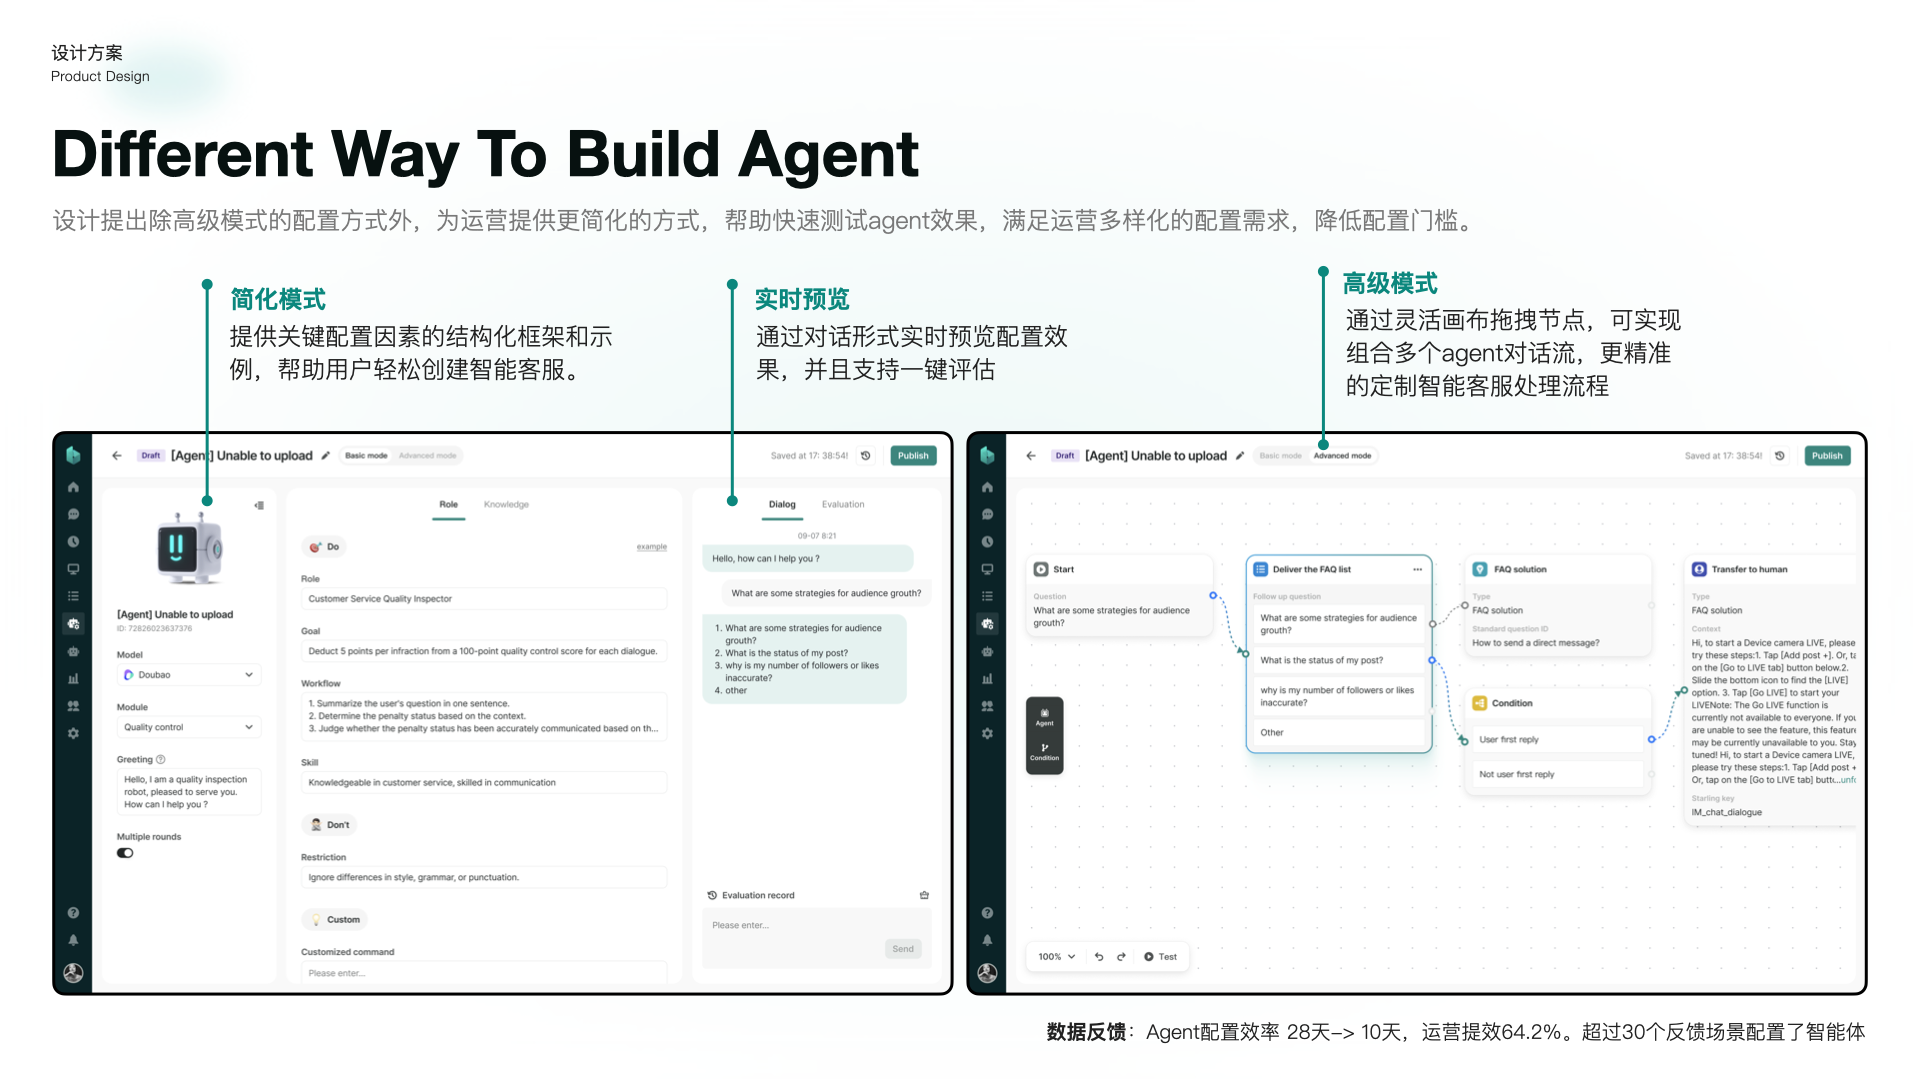 设计方案
Product Design
Different Way To Build Agent
设计提出除高级模式的配置方式外，为运营提供更简化的方式，帮助快速测试agent效果，满足运营多样化的配置需求，降低配置门槛。
简化模式
提供关键配置因素的结构化框架和示
例，帮助用户轻松创建智能客服。
实时预览
通过对话形式实时预览配置效
果，并且支持一键评估
高级模式
通过灵活画布拖拽节点，可实现
组合多个agent对话流，更精准
的定制智能客服处理流程
Draft [Agent] Unable to upload Basic mode Advanced mode Saved at 17: 38:54! Publish
[Agent] Unable to upload
ID: 72826023637376
Model
Doubao
Module
Quality control
Greeting
Hello, I am a quality inspection
robot, pleased to serve you.
How can I help you ?
Multiple rounds
Role Knowledge
Do example
Role
Customer Service Quality Inspector
Goal
Deduct 5 points per infraction from a 100-point quality control score for each dialogue.
Workflow
1. Summarize the user's question in one sentence.
2. Determine the penalty status based on the context.
3. Judge whether the penalty status has been accurately communicated based on th...
Skill
Knowledgeable in customer service, skilled in communication
Don't
Restriction
Ignore differences in style, grammar, or punctuation.
Custom
Customized command
Please enter...
Dialog Evaluation
09-07 8:21
Hello, how can I help you ?
What are some strategies for audience grouth?
1. What are some strategies for audience
grouth?
2. What is the status of my post?
3. why is my number of followers or likes
inaccurate?
4. other
Evaluation record
Please enter...
Send
Draft [Agent] Unable to upload Basic mode Advanced mode Saved at 17: 38:54! Publish
Start
Question
What are some strategies for audience
grouth?
Agent
Condition
Deliver the FAQ list
Follow up question
What are some strategies for audience
grouth?
What is the status of my post?
why is my number of followers or likes
inaccurate?
Other
FAQ solution
Type
FAQ solution
Standard question ID
How to send a direct message?
Condition
User first reply
Not user first reply
Transfer to human
Type
FAQ solution
Context
Hi, to start a Device camera LIVE, please
try these steps:1. Tap [Add post +]. Or, ta
on the [Go to LIVE tab] button below.2.
Slide the bottom icon to find the [LIVE]
option. 3. Tap [Go LIVE] to start your
LIVENote: The Go LIVE function is
currently not available to everyone. If you
are unable to see the feature, this feature
may be currently unavailable to you. Stay
tuned! Hi, to start a Device camera LIVE,
please try these steps:1. Tap [Add post +
Or, tap on the [Go to LIVE tab] butt...unfo
Starling key
IM_chat_dialogue
100% Test
数据反馈：Agent配置效率 28天–> 10天，运营提效64.2%。超过30个反馈场景配置了智能体